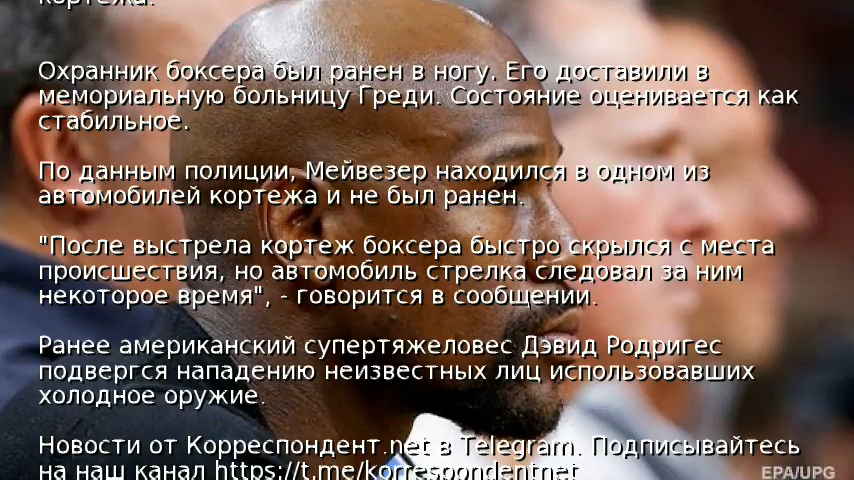 кортежа.
Охранник боксера был ранен в ногу. Его доставили в
мемориальную больницу Греди. Состояние оценивается как
стабильное.
По данным полиции, Мейвезер находился в одном из
автомобилей кортежа и не был ранен.
"После выстрела кортеж боксера быстро скрылся с места
происшествия, но автомобиль стрелка следовал за ним
некоторое время", - говорится в сообщении.
Ранее американский супертяжеловес Дэвид Родригес
подвергся нападению неизвестных лиц использовавших
холодное оружие.
Новости от Корреспондент.net в Telegram. Подписывайтесь
на наш канал https://t.me/korrespondentnet
EPA/UPG